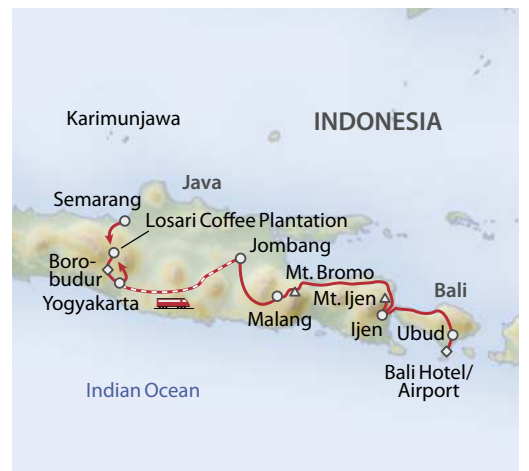 Karimunjawa
INDONESIA
Java
Semarang
Losari Coffee Plantation
Jombang
Boro-
budur
Mt. Bromo
Yogyakarta
Mt. Ijen
Bali
Malang
Ijen
Ubud
Bali Hotel/
Airport
Indian Ocean